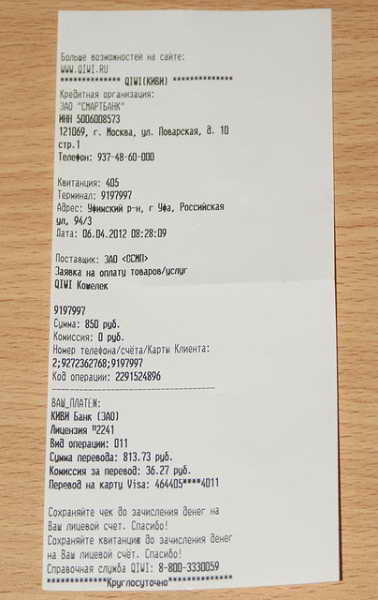 Больше возможностей на сайте:
WWW.QIWI.RU
************** QIWI(КИВИ) **************
Кредитная организация:
ЗАО "СМАРТБАНК"
ИНН 5006008573
121069, г. Москва, ул. Поварская, д. 10
стр.1
Телефон: 937-48-60-000
Квитанция: 405
Терминал: 9197997
Адрес: Уфимский р-н, г Уфа, Российская
ул, 94/3
Дата: 06.04.2012 08:28:09
Поставщик: ЗАО <ОСМП>
Заявка на оплату товаров/услуг
QIWI Комелек
9197997
Сумма: 850 руб.
Комиссия: 0 руб.
Номер телефона/счёта/Карты Клиента:
2;9272362768;9197997
Код операции: 2291524896
------------------------------------
ВАШ_ПЛАТЕЖ:
КИВИ Банк (ЗАО)
Лицензия "2241
Вид операции: 011
Сумма перевода: 813.73 руб.
Комиссия за перевод: 36.27 руб.
Перевод на карту Visa: 464405****4011
Сохраняйте чек до зачисления денег на
Ваш лицевой счет. Спасибо!
Сохраняйте квитанцию до зачисления денег
на Ваш лицевой счёт. Спасибо!
Справочная служба QIWI: 8-800-3330059
*************Круглосуточно**************